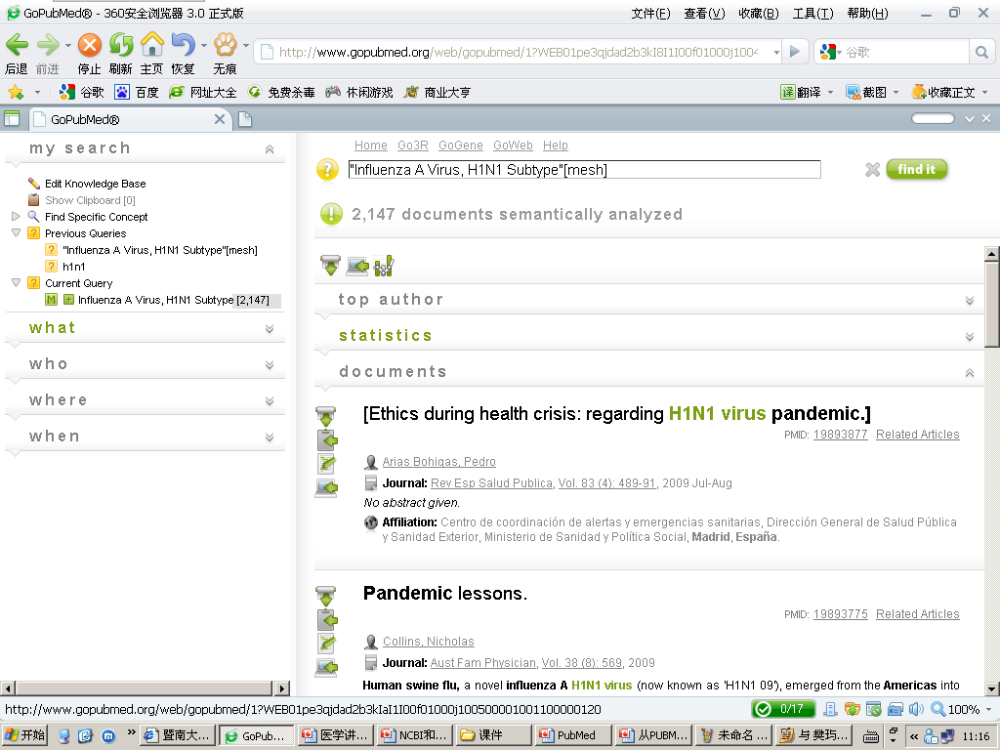 GoPubMed® - 360安全浏览器 3.0 正式版
文件(F) 查看(V) 收藏(B) 工具(T) 帮助(H)
http://www.gopubmed.org/web/gopubmed/1?WEB01pe3qjdad2b3kI8I1I00f01000j1004
谷歌
后退 前进 停止 刷新 主页 恢复 无痕
谷歌 百度 网址大全 免费杀毒 休闲游戏 商业大亨 翻译 截图 收藏正文
GoPubMed®
my search
Edit Knowledge Base
Show Clipboard [0]
Find Specific Concept
Previous Queries
"Influenza A Virus, H1N1 Subtype"[mesh]
h1n1
Current Query
Influenza A Virus, H1N1 Subtype [2,147]
what
who
where
when
Home Go3R GoGene GoWeb Help
"Influenza A Virus, H1N1 Subtype"[mesh]
find it
2,147 documents semantically analyzed
top author
statistics
documents
[Ethics during health crisis: regarding H1N1 virus pandemic.]
PMID: 19893877 Related Articles
Arias Bohigas, Pedro
Journal: Rev Esp Salud Publica, Vol. 83 (4): 489-91, 2009 Jul-Aug
No abstract given.
Affiliation: Centro de coordinación de alertas y emergencias sanitarias, Dirección General de Salud Pública
y Sanidad Exterior, Ministerio de Sanidad y Política Social, Madrid, España.
Pandemic lessons.
PMID: 19893775 Related Articles
Collins, Nicholas
Journal: Aust Fam Physician, Vol. 38 (8): 569, 2009
Human swine flu, a novel influenza A H1N1 virus (now known as 'H1N1 09'), emerged from the Americas into
http://www.gopubmed.org/web/gopubmed/1?WEB01pe3qjdad2b3kIaI1I00f01000j100500001001100000120
0/17
100%
开始
暨南大...
GoPub...
医学讲...
NCBI和...
课件
PubMed
从PUBM...
未命名 ...
与 樊玛...
11:16